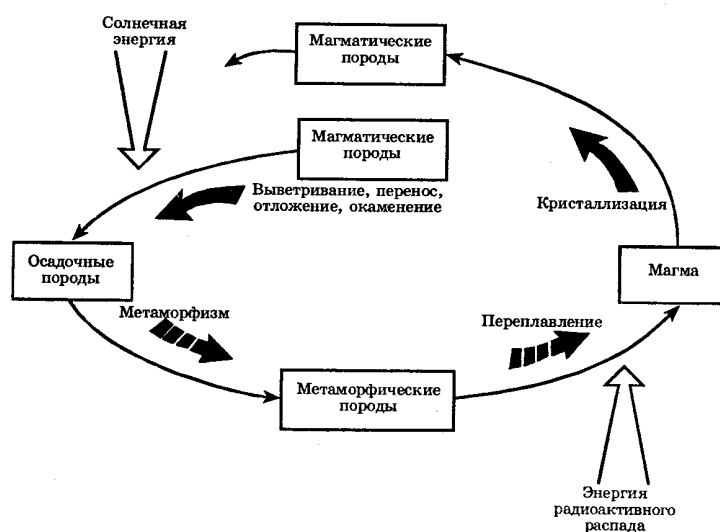 Солнечная
энергия
Магматические
породы
Магматические
породы
Выветривание, перенос,
отложение, окаменение
Кристаллизация
Осадочные
породы
Магма
Метаморфизм
Переплавление
Метаморфические
породы
Энергия
радиоактивного
распада